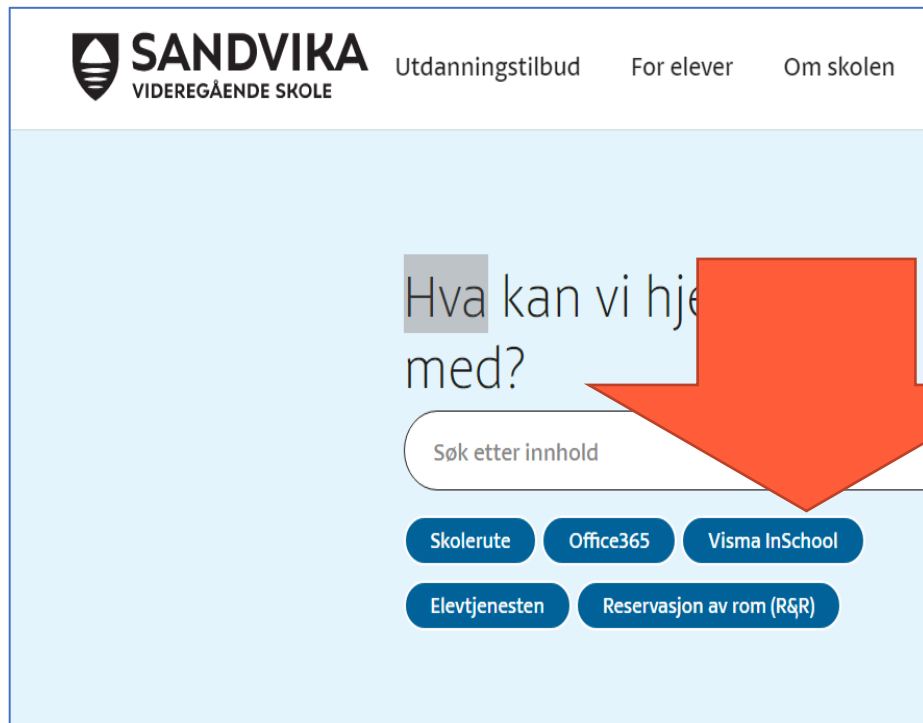 SANDVIKA
VIDEREGÅENDE SKOLE
Utdanningstilbud For elever Om skolen
Hva kan vi
med?
Søk etter innhold
Skolerute Office365 Visma InSchool
Elevtjenesten Reservasjon av rom (R&R)